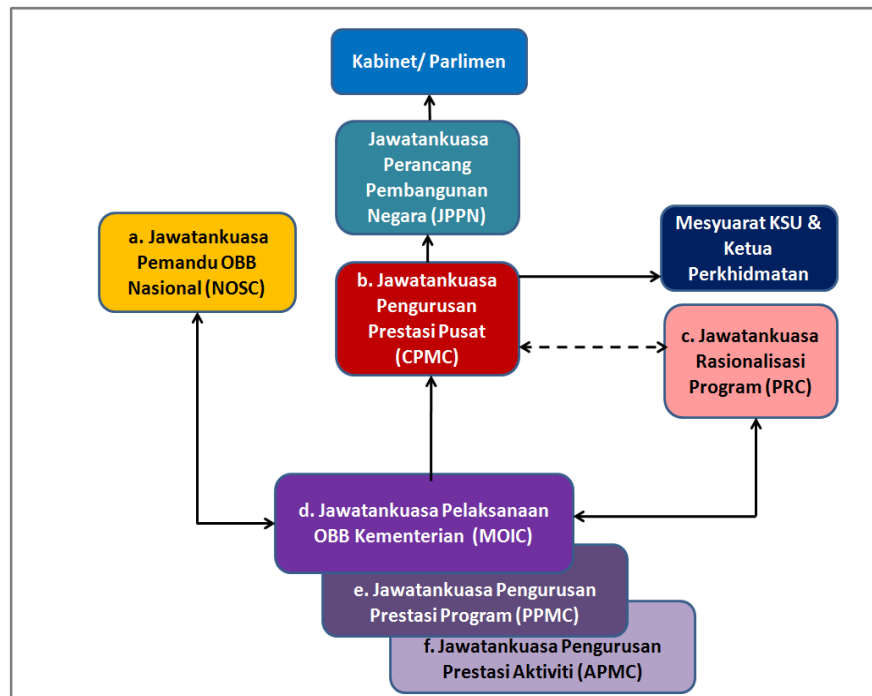 Kabinet/ Parlimen
Jawatankuasa
Perancang
Pembangunan
Negara (JPPN)
a. Jawatankuasa
Pemandu OBB
Nasional (NOSC)
Mesyuarat KSU &
Ketua
Perkhidmatan
b. Jawatankuasa
Pengurusan
Prestasi Pusat
(CPMC)
c. Jawatankuasa
Rasionalisasi
Program (PRC)
d. Jawatankuasa Pelaksanaan
OBB Kementerian (MOIC)
e. Jawatankuasa Pengurusan
Prestasi Program (PPMC)
f. Jawatankuasa Pengurusan
Prestasi Aktiviti (APMC)